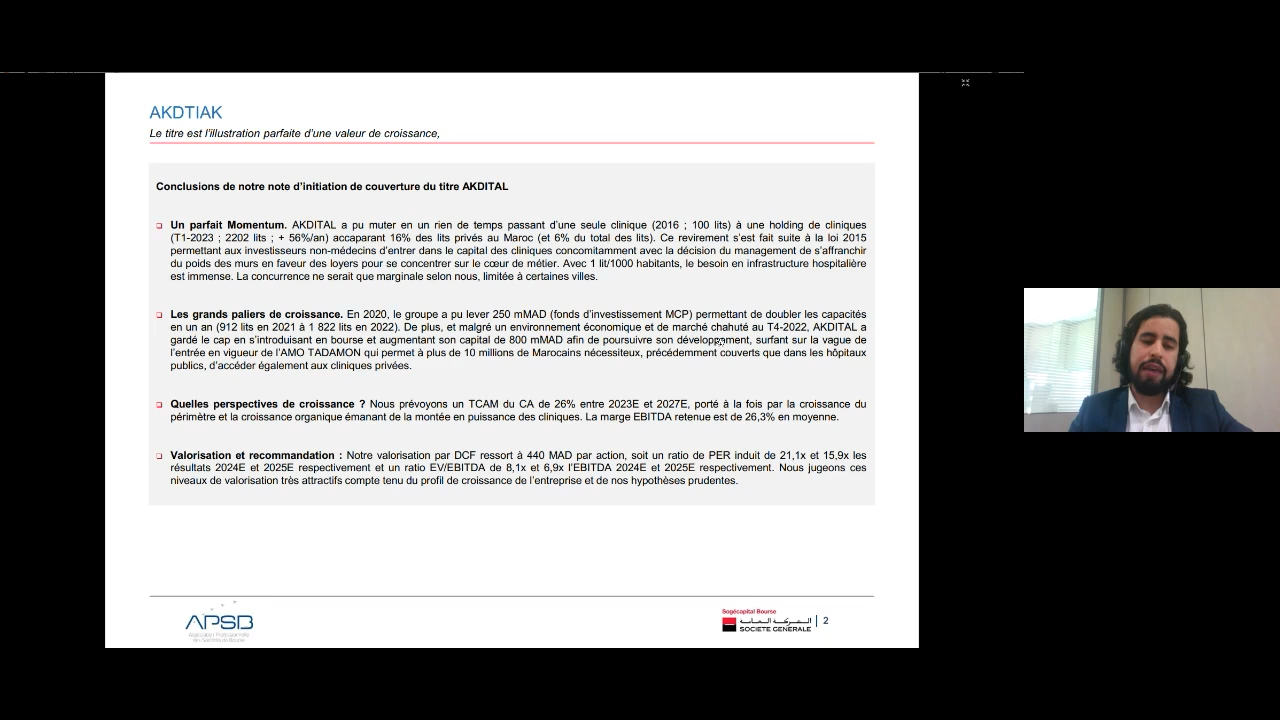 AKDTIAK
Le titre est l'illustration parfaite d'une valeur de croissance,
Conclusions de notre note d'initiation de couverture du titre AKDITAL
❑ Un parfait Momentum. AKDITAL a pu muter en un rien de temps passant d'une seule clinique (2016 ; 100 lits) à une holding de cliniques
(T1-2023 ; 2202 lits ; + 56%/an) accaparant 16% des lits privés au Maroc (et 6% du total des lits). Ce revirement s'est fait suite à la loi 2015
permettant aux investisseurs non-médecins d'entrer dans le capital des cliniques concomitamment avec la décision du management de s'affranchir
du poids des murs en faveur des loyers pour se concentrer sur le cœur de métier. Avec 1 lit/1000 habitants, le besoin en infrastructure hospitalière
est immense. La concurrence ne serait que marginale selon nous, limitée à certaines villes.
❑ Les grands paliers de croissance. En 2020, le groupe a pu lever 250 mMAD (fonds d'investissement MCP) permettant de doubler les capacités
en un an (912 lits en 2021 à 1 822 lits en 2022). De plus, et malgré un environnement économique et de marché chahuté au T4-2022, AKDITAL a
gardé le cap en s'introduisant en bourse et augmentant son capital de 800 mMAD afin de poursuivre son développement, surfant sur la vague de
l'entrée en vigueur de l'AMO TADAMON qui permet à plus de 10 millions de Marocains nécessiteux, précédemment couverts que dans les hôpitaux
publics, d'accéder également aux cliniques privées.
❑ Quelles perspectives de croissance ? Nous prévoyons un TCAM du CA de 26% entre 2023E et 2027E, porté à la fois par la croissance du
périmètre et la croissance organique émanant de la montée en puissance des cliniques. La marge EBITDA retenue est de 26,3% en moyenne.
❑ Valorisation et recommandation : Notre valorisation par DCF ressort à 440 MAD par action, soit un ratio de PER induit de 21,1x et 15,9x les
résultats 2024E et 2025E respectivement et un ratio EV/EBITDA de 8,1x et 6,9x l'EBITDA 2024E et 2025E respectivement. Nous jugeons ces
niveaux de valorisation très attractifs compte tenu du profil de croissance de l'entreprise et de nos hypothèses prudentes.
APSB
Association Professionnelle
des Sociétés de Bourse
Sogécapital Bourse
الشركة العامة
SOCIETE GENERALE
2